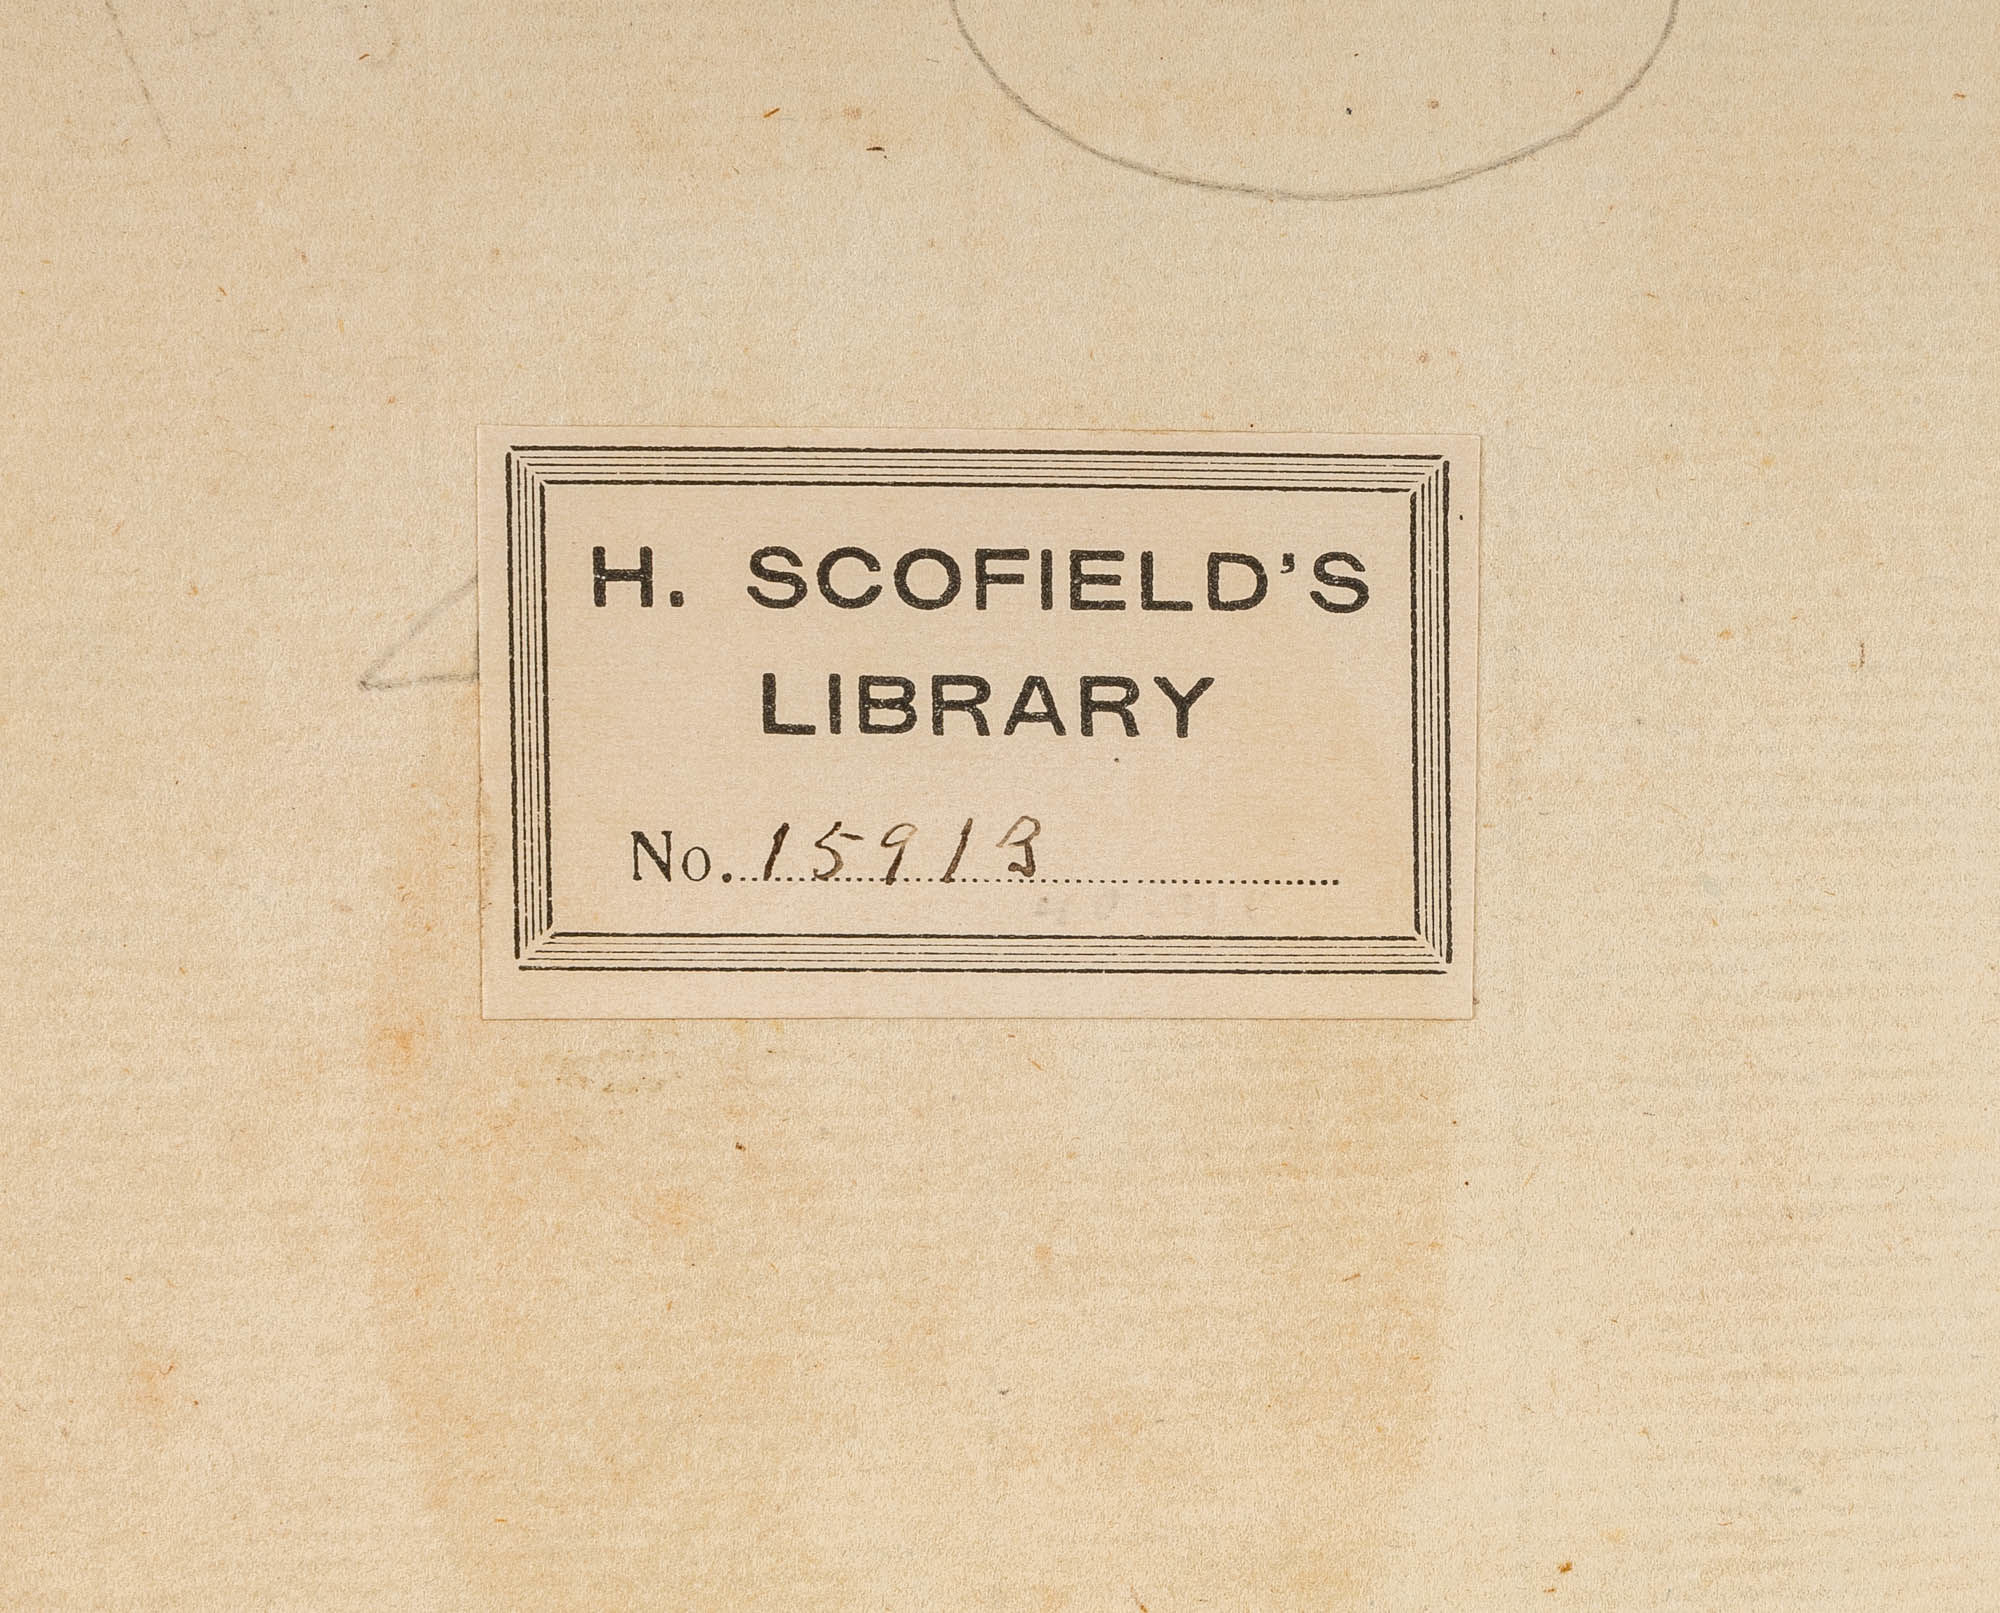 H. SCOFIELD'S
LIBRARY
No. 15913